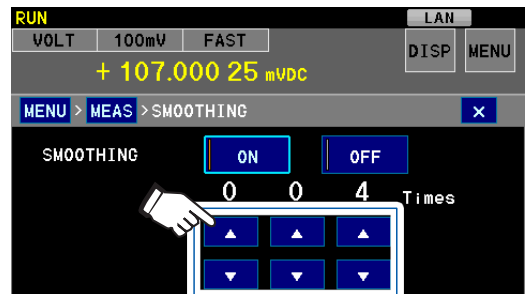 RUN LAN
VOLT 100mV FAST DISP MENU
+ 107.000 25 mVDC
MENU > MEAS > SMOOTHING ×
SMOOTHING ON OFF
0 0 4 Times